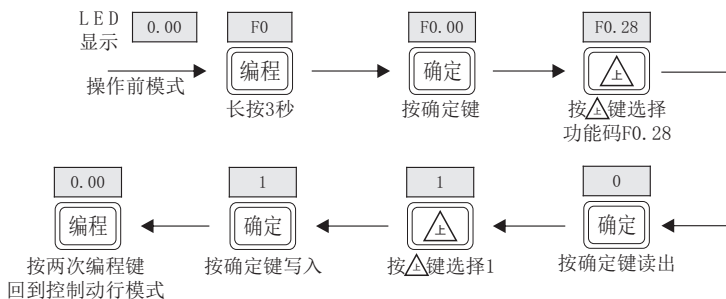 LED
显示
0.00
F0
F0.00
F0.28
编程
确定
上
操作前模式
长按3秒
按确定键
按上键选择
功能码F0.28
0.00
1
1
0
编程
确定
上
确定
按两次编程键
回到控制动行模式
按确定键写入
按上键选择1
按确定键读出